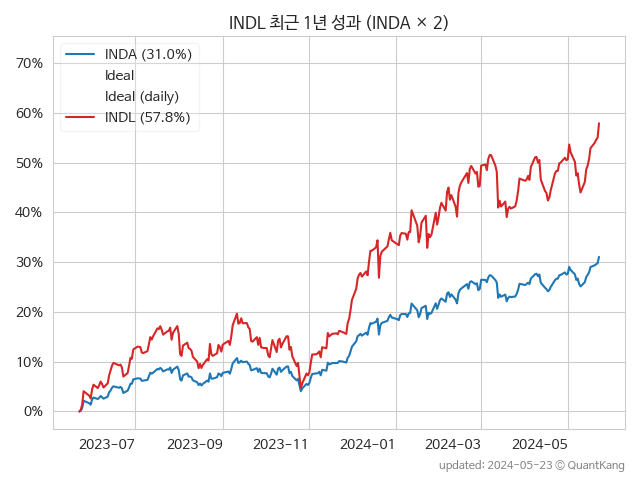 INDL 최근 1년 성과 (INDA × 2)
INDA (31.0%)
Ideal
Ideal (daily)
INDL (57.8%)
70%
60%
50%
40%
30%
20%
10%
0%
2023-07 2023-09 2023-11 2024-01 2024-03 2024-05
updated: 2024-05-23 © QuantKang